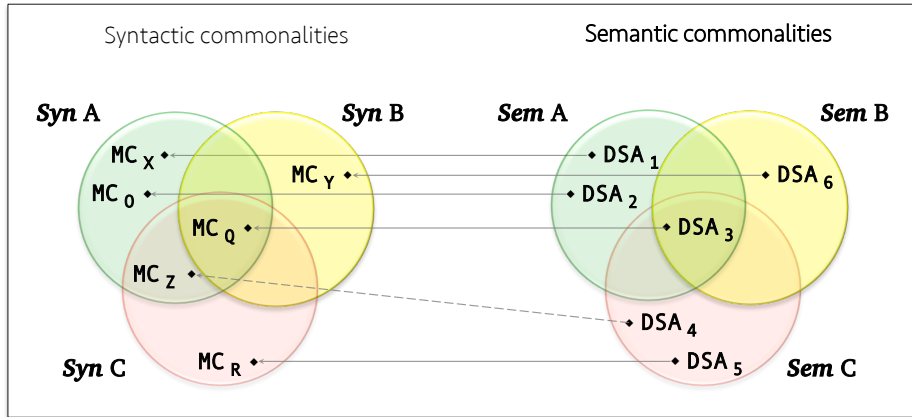 Syntactic commonalities
Semantic commonalities
Syn A
Syn B
Sem A
Sem B
MC X
DSA 1
MC Y
DSA 6
MC O
DSA 2
MC Q
DSA 3
MC Z
DSA 4
Syn C
MC R
DSA 5
Sem C